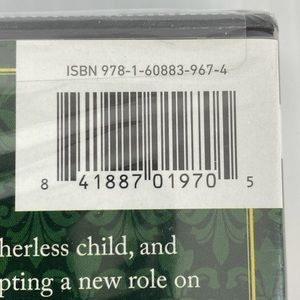 ISBN 978-1-60883-967-4
8 41887 01970 5
herless child, and
pting a new role on